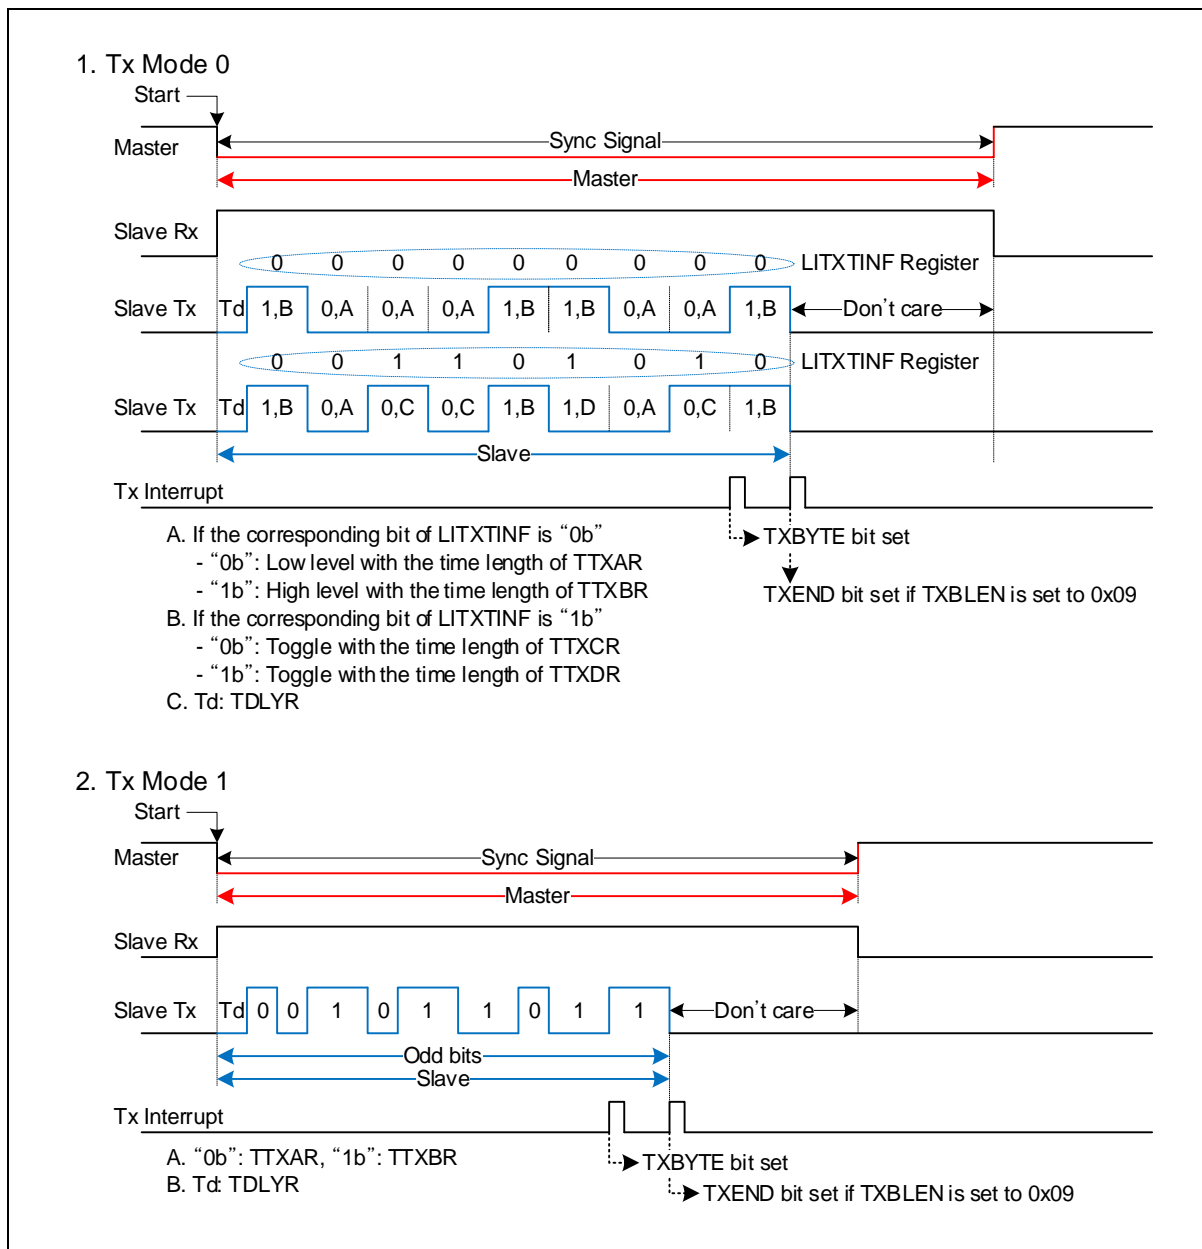 1. Tx Mode 0
Start
Master
Sync Signal
Master
Slave Rx
0 0 0 0 0 0 0 0 0 LITXTINF Register
Slave Tx Td 1,B 0,A 0,A 0,A 1,B 1,B 0,A 0,A 1,B Don't care
0 0 1 1 0 1 0 1 0 LITXTINF Register
Slave Tx Td 1,B 0,A 0,C 0,C 1,B 1,D 0,A 0,C 1,B
Slave
Tx Interrupt
A. If the corresponding bit of LITXTINF is “0b”
- “0b”: Low level with the time length of TTXAR
- “1b”: High level with the time length of TTXBR
B. If the corresponding bit of LITXTINF is “1b”
- “0b”: Toggle with the time length of TTXCR
- “1b”: Toggle with the time length of TTXDR
C. Td: TDLYR
TXBYTE bit set
TXEND bit set if TXBLEN is set to 0x09
2. Tx Mode 1
Start
Master
Sync Signal
Master
Slave Rx
Slave Tx Td 0 0 1 0 1 1 0 1 1 Don't care
Odd bits
Slave
Tx Interrupt
A. “0b”: TTXAR, “1b”: TTXBR
B. Td: TDLYR
TXBYTE bit set
TXEND bit set if TXBLEN is set to 0x09